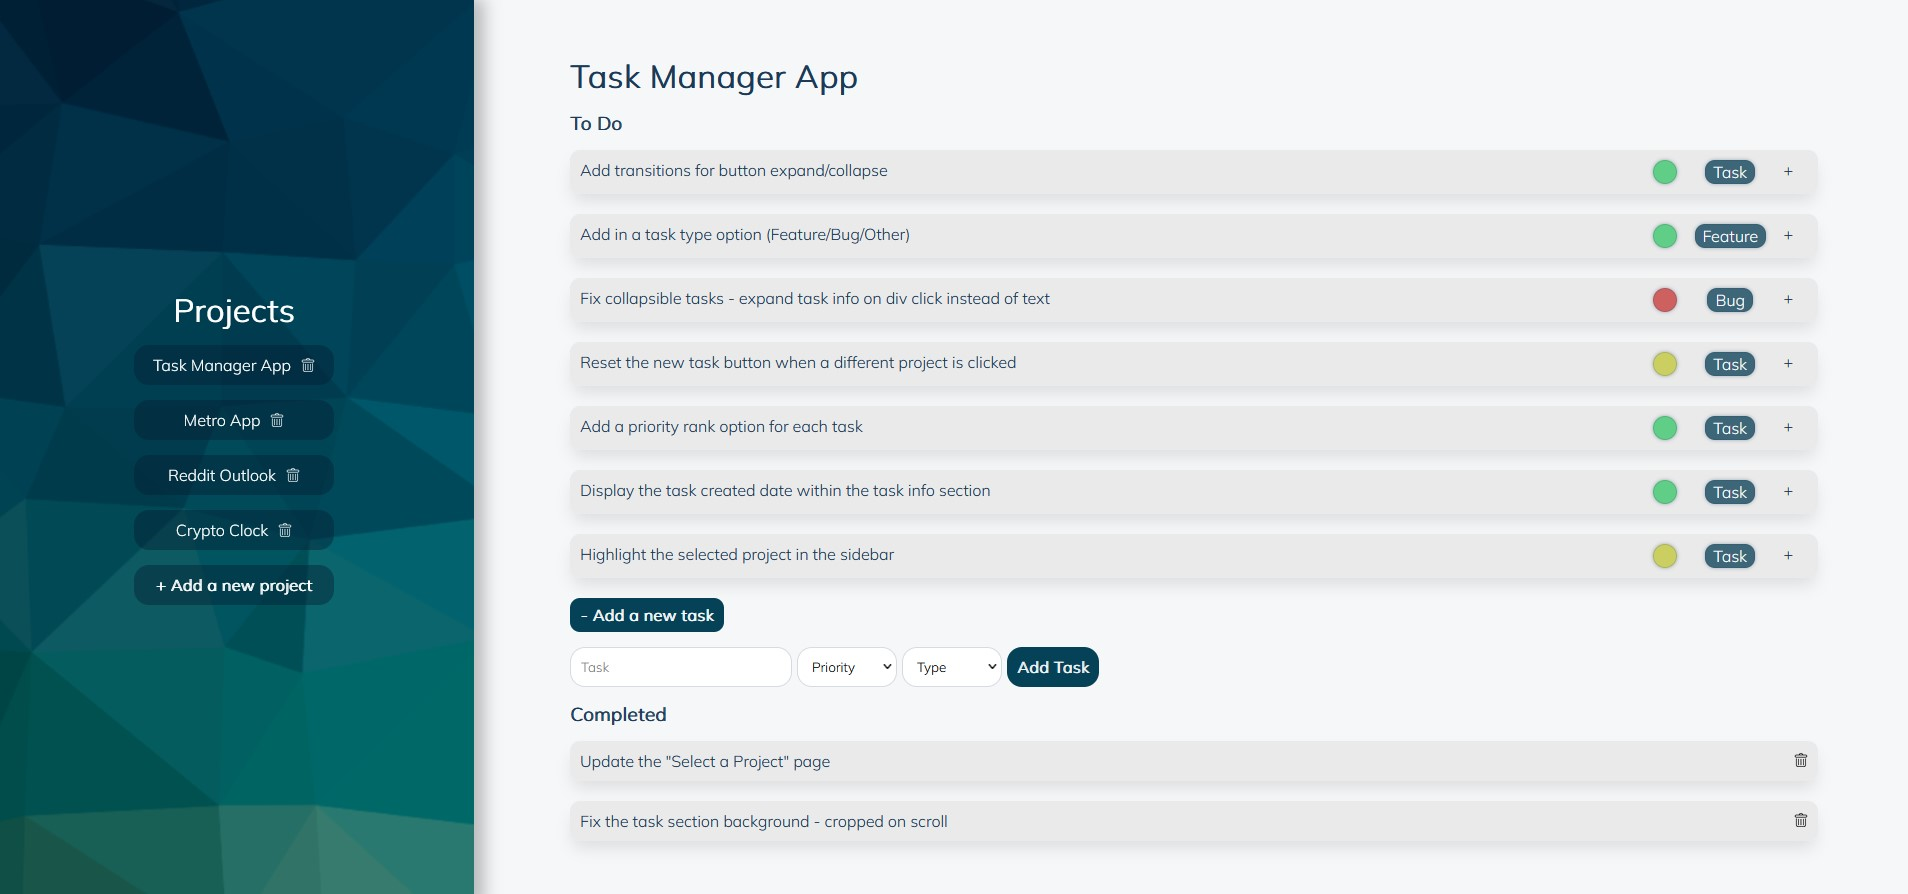 Projects
Task Manager App
Metro App
Reddit Outlook
Crypto Clock
+ Add a new project
Task Manager App
To Do
Add transitions for button expand/collapse Task +
Add in a task type option (Feature/Bug/Other) Feature +
Fix collapsible tasks - expand task info on div click instead of text Bug +
Reset the new task button when a different project is clicked Task +
Add a priority rank option for each task Task +
Display the task created date within the task info section Task +
Highlight the selected project in the sidebar Task +
- Add a new task
Task Priority Type Add Task
Completed
Update the "Select a Project" page
Fix the task section background - cropped on scroll